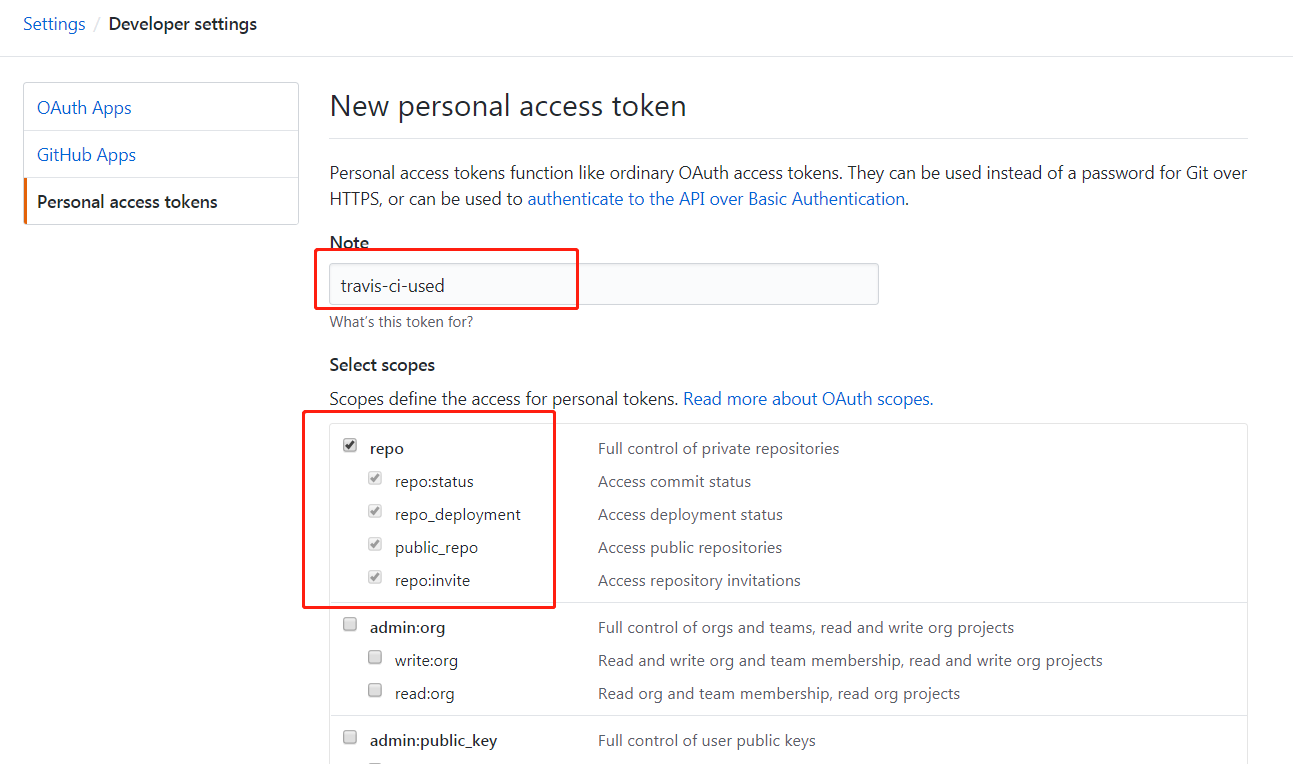 Settings / Developer settings
OAuth Apps
GitHub Apps
Personal access tokens
New personal access token
Personal access tokens function like ordinary OAuth access tokens. They can be used instead of a password for Git over
HTTPS, or can be used to authenticate to the API over Basic Authentication.
Note
travis-ci-used
What's this token for?
Select scopes
Scopes define the access for personal tokens. Read more about OAuth scopes.
repo Full control of private repositories
repo:status Access commit status
repo_deployment Access deployment status
public_repo Access public repositories
repo:invite Access repository invitations
admin:org Full control of orgs and teams, read and write org projects
write:org Read and write org and team membership, read and write org projects
read:org Read org and team membership, read org projects
admin:public_key Full control of user public keys